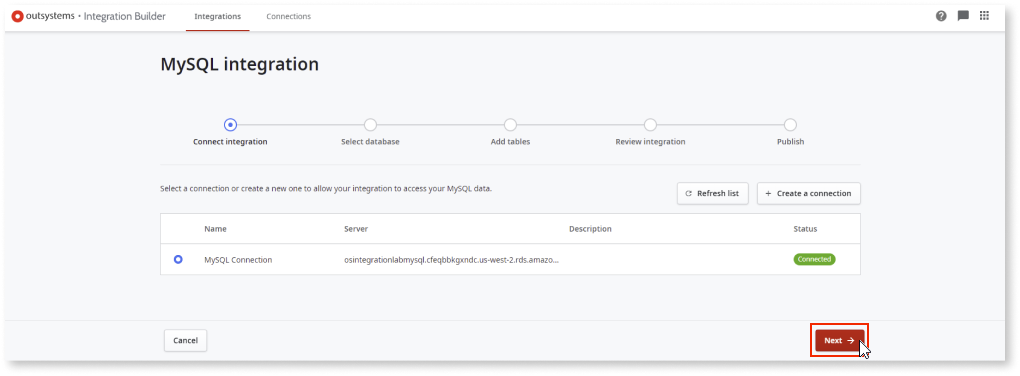 outsystems • Integration Builder Integrations Connections
MySQL integration
Connect integration Select database Add tables Review integration Publish
Select a connection or create a new one to allow your integration to access your MySQL data.
Refresh list + Create a connection
Name Server Description Status
MySQL Connection osintegrationlabmysql.cfeqbbkgxndc.us-west-2.rds.amazo... Connected
Cancel Next →